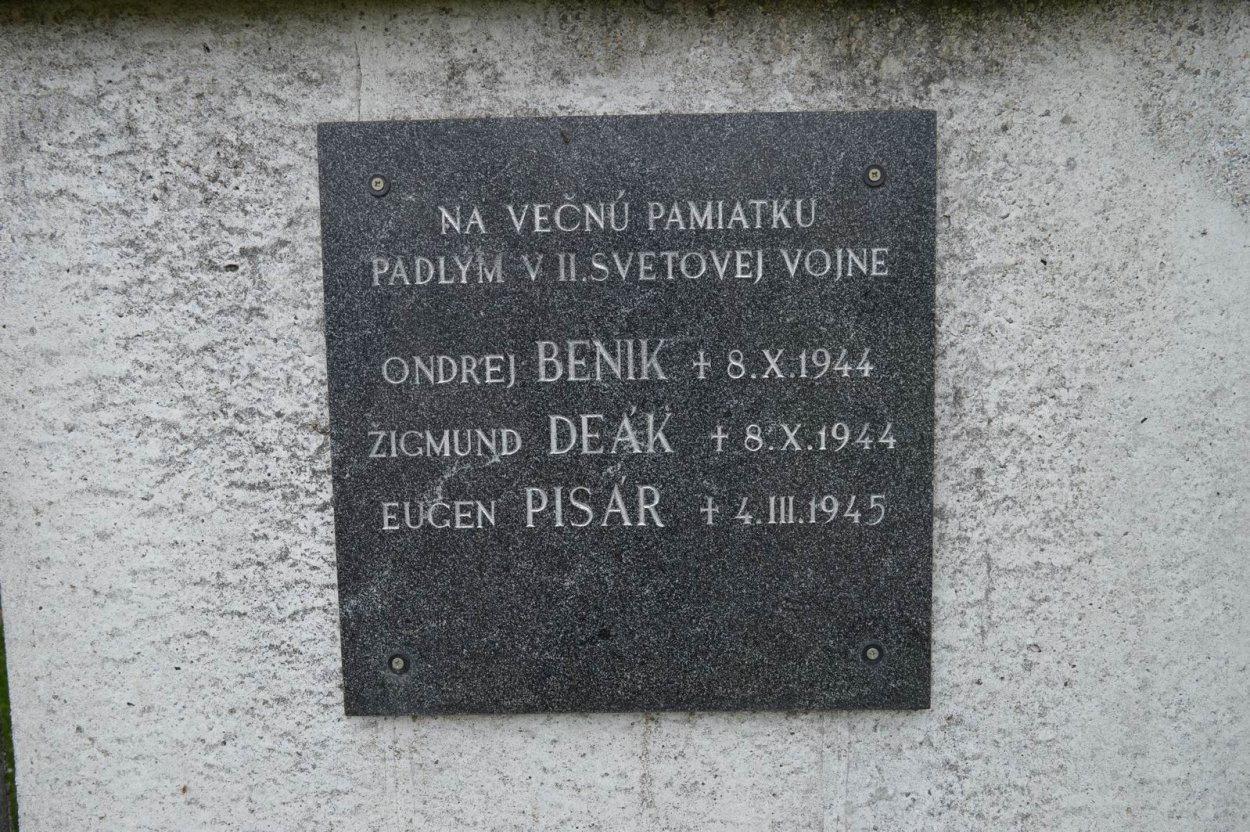 NA VEČNÚ PAMIATKU
PADLÝM V II. SVETOVEJ VOJNE
ONDREJ BENIK † 8.X.1944
ŽIGMUND DEÁK † 8.X.1944
EUGEN PISÁR † 4.III.1945